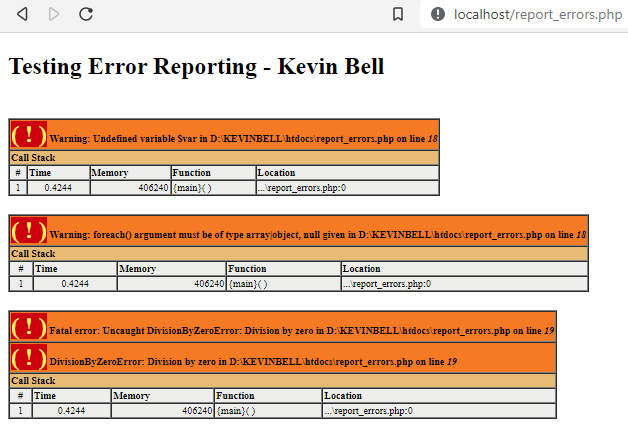 localhost/report_errors.php
Testing Error Reporting - Kevin Bell
( ! ) Warning: Undefined variable $var in D:\KEVINBELL\htdocs\report_errors.php on line 18
Call Stack
# Time Memory Function Location
1 0.4244 406240 {main}( ) ...\report_errors.php:0
( ! ) Warning: foreach() argument must be of type array|object, null given in D:\KEVINBELL\htdocs\report_errors.php on line 18
Call Stack
# Time Memory Function Location
1 0.4244 406240 {main}( ) ...\report_errors.php:0
( ! ) Fatal error: Uncaught DivisionByZeroError: Division by zero in D:\KEVINBELL\htdocs\report_errors.php on line 19
( ! ) DivisionByZeroError: Division by zero in D:\KEVINBELL\htdocs\report_errors.php on line 19
Call Stack
# Time Memory Function Location
1 0.4244 406240 {main}( ) ...\report_errors.php:0